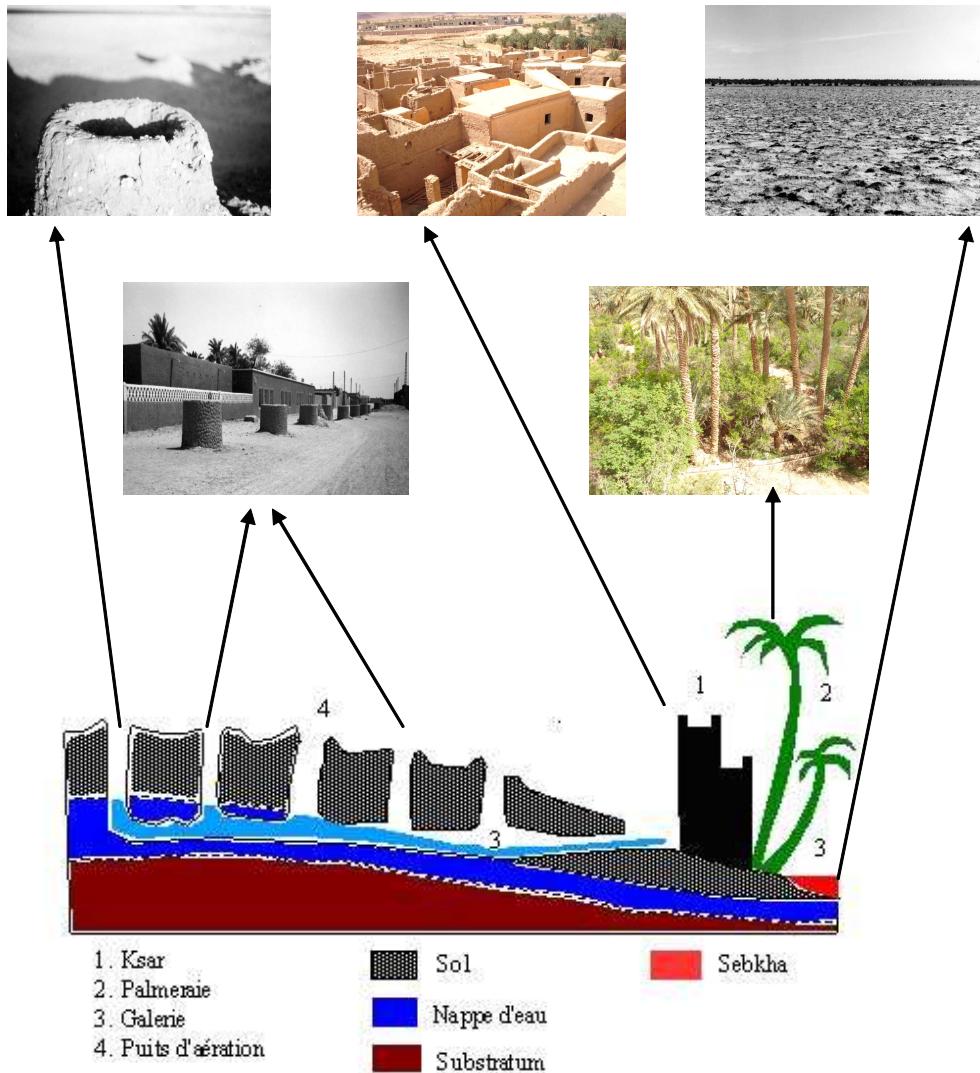 4
1
2
3
3
1. Ksar
2. Palmeraie
3. Galerie
4. Puits d'aération
Sol
Nappe d'eau
Substratum
Sebkha